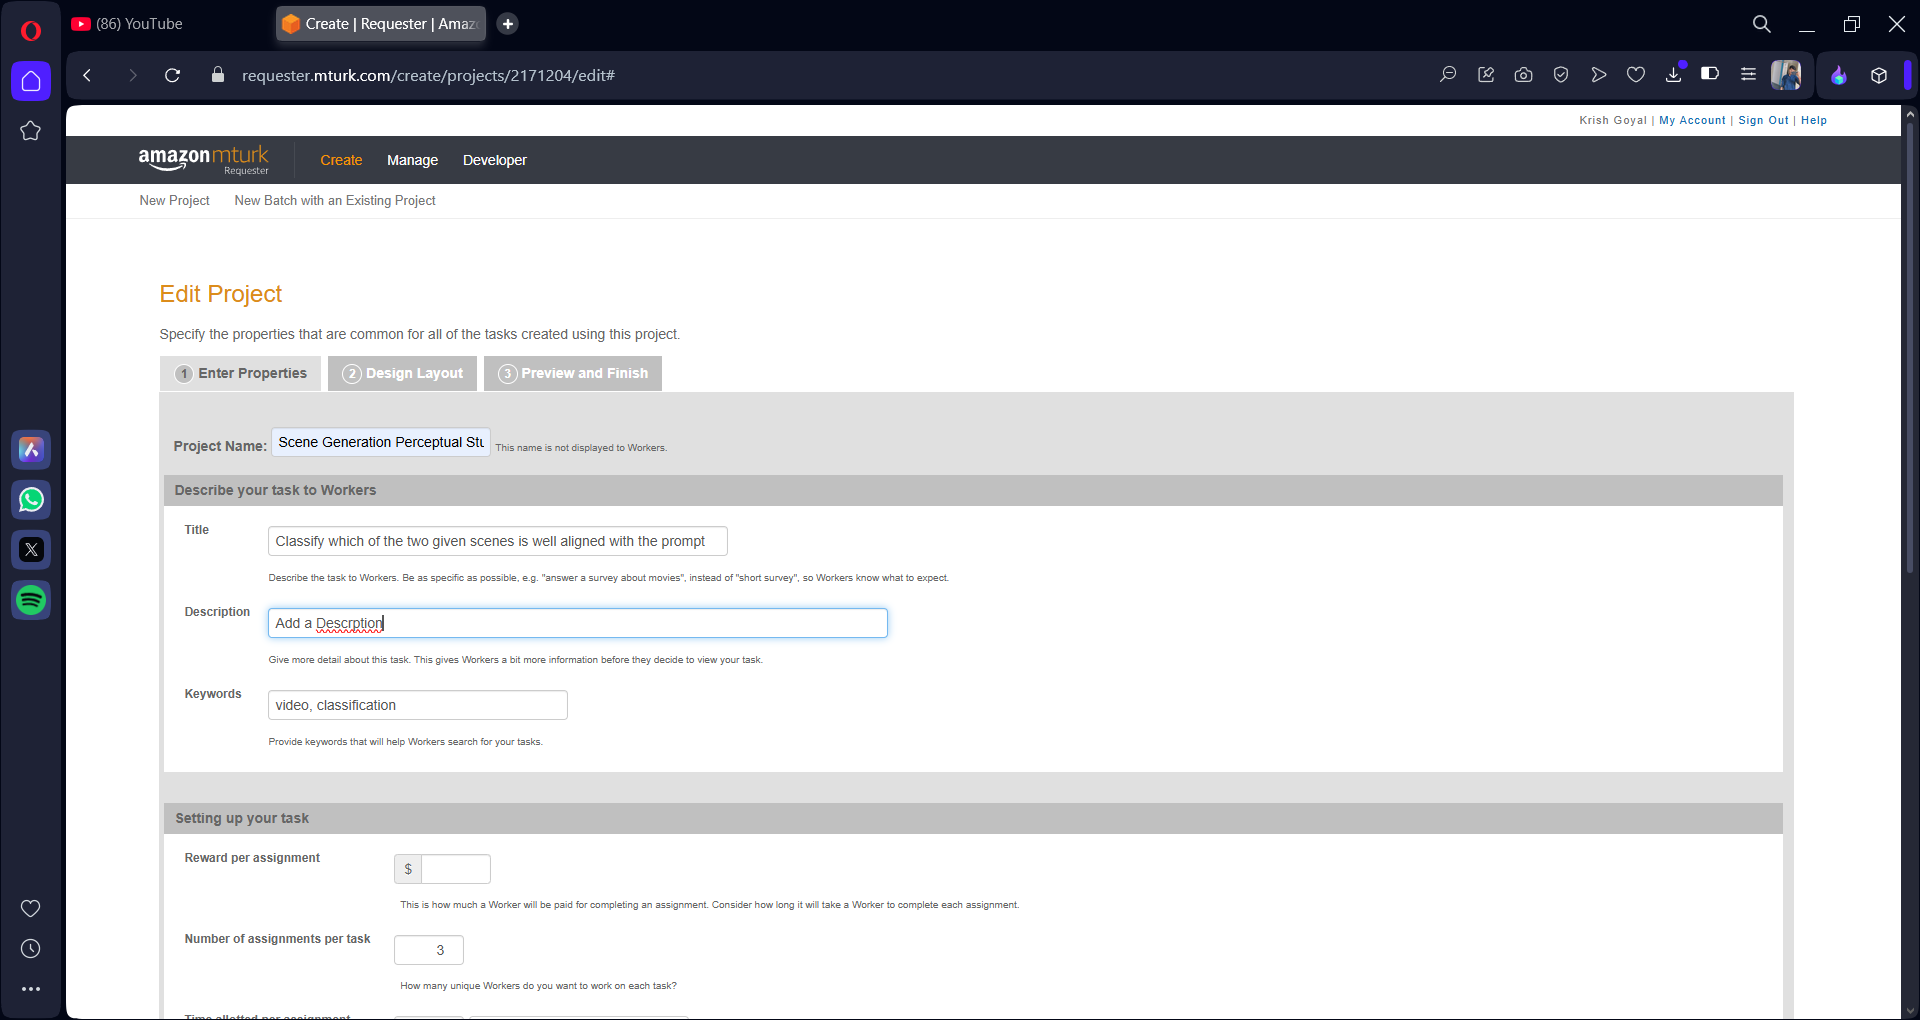 (86) YouTube
Create | Requester | Amaz
requester.mturk.com/create/projects/2171204/edit#
Krish Goyal | My Account | Sign Out | Help
amazon mturk
Requester
Create
Manage
Developer
New Project
New Batch with an Existing Project
Edit Project
Specify the properties that are common for all of the tasks created using this project.
1 Enter Properties
2 Design Layout
3 Preview and Finish
Project Name: Scene Generation Perceptual Stu This name is not displayed to Workers.
Describe your task to Workers
Title
Classify which of the two given scenes is well aligned with the prompt
Describe the task to Workers. Be as specific as possible, e.g. "answer a survey about movies", instead of "short survey", so Workers know what to expect.
Description
Add a Descrption
Give more detail about this task. This gives Workers a bit more information before they decide to view your task.
Keywords
video, classification
Provide keywords that will help Workers search for your tasks.
Setting up your task
Reward per assignment
$
This is how much a Worker will be paid for completing an assignment. Consider how long it will take a Worker to complete each assignment.
Number of assignments per task
3
How many unique Workers do you want to work on each task?
Time allotted per assignment